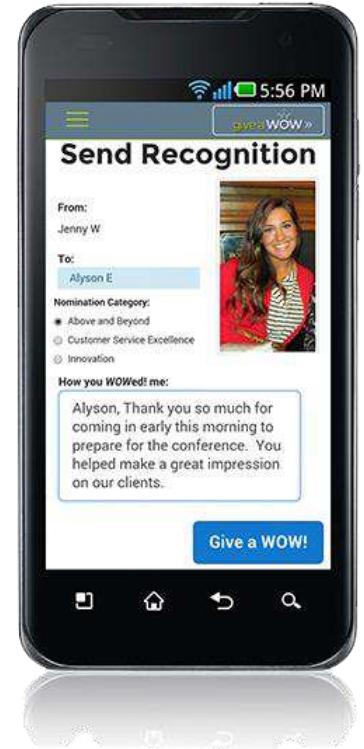 5:56 PM
give a WOW »
Send Recognition
From:
Jenny W
To:
Alyson E
Nomination Category:
Above and Beyond
Customer Service Excellence
Innovation
How you WOWed! me:
Alyson, Thank you so much for
coming in early this morning to
prepare for the conference. You
helped make a great impression
on our clients.
Give a WOW!